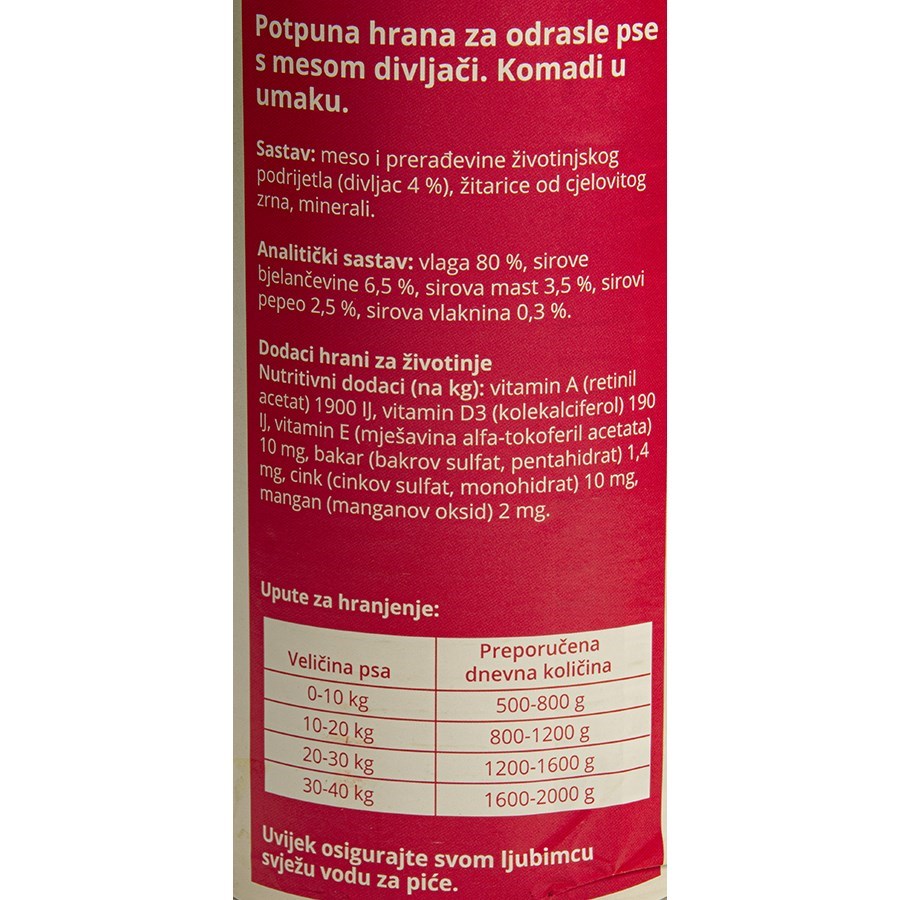 Potpuna hrana za odrasle pse
s mesom divljači. Komadi u
umaku.
Sastav: meso i prerađevine životinjskog
podrijetla (divljac 4 %), žitarice od cjelovitog
zrna, minerali.
Analitički sastav: vlaga 80 %, sirove
bjelančevine 6,5 %, sirova mast 3,5 %, sirovi
pepeo 2,5 %, sirova vlaknina 0,3 %.
Dodaci hrani za životinje
Nutritivni dodaci (na kg): vitamin A (retinil
acetat) 1900 IJ, vitamin D3 (kolekalciferol) 190
IJ, vitamin E (mješavina alfa-tokoferil acetata)
10 mg, bakar (bakrov sulfat, pentahidrat) 1,4
mg, cink (cinkov sulfat, monohidrat) 10 mg,
mangan (manganov oksid) 2 mg.
Upute za hranjenje:
Veličina psa Preporučena
dnevna količina
0-10 kg 500-800 g
10-20 kg 800-1200 g
20-30 kg 1200-1600 g
30-40 kg 1600-2000 g
Uvijek osigurajte svom ljubimcu
svježu vodu za piće.